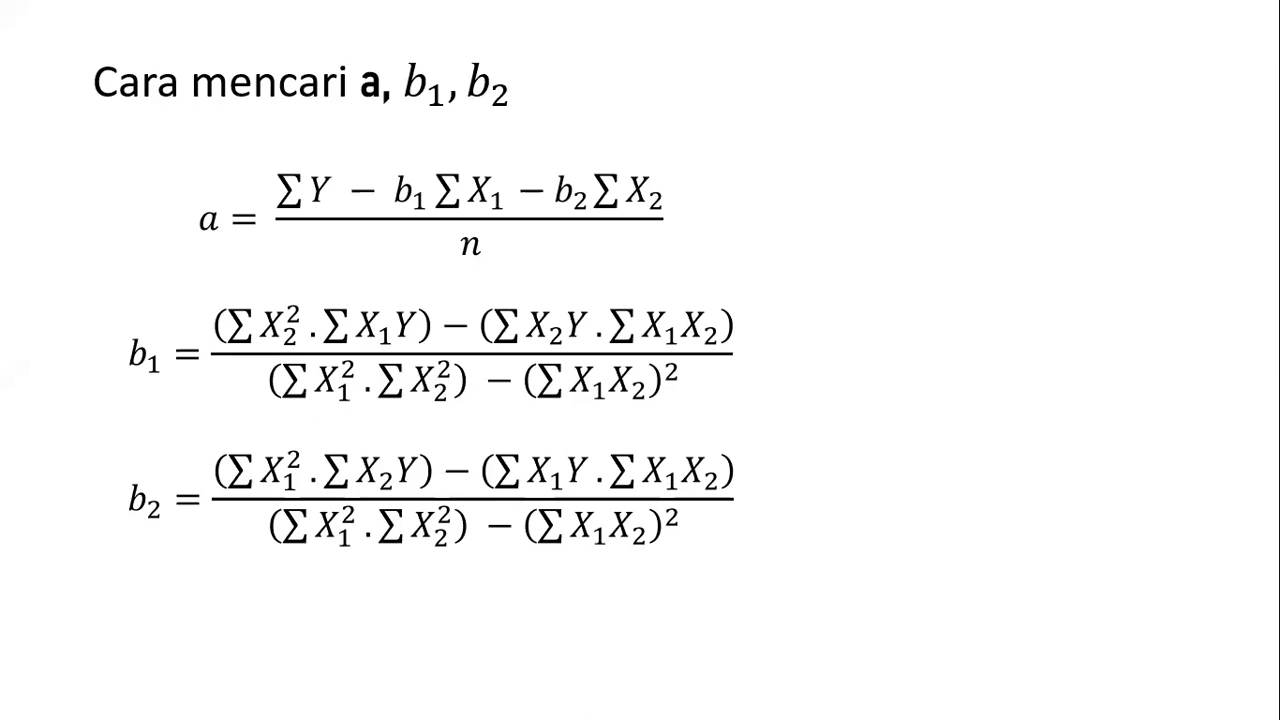 Cara mencari a, b₁, b₂
a = (∑Y − b₁∑X₁ − b₂∑X₂) / n
b₁ = ((∑X₂² . ∑X₁Y) − (∑X₂Y . ∑X₁X₂)) / ((∑X₁² . ∑X₂²) − (∑X₁X₂)²)
b₂ = ((∑X₁² . ∑X₂Y) − (∑X₁Y . ∑X₁X₂)) / ((∑X₁² . ∑X₂²) − (∑X₁X₂)²)